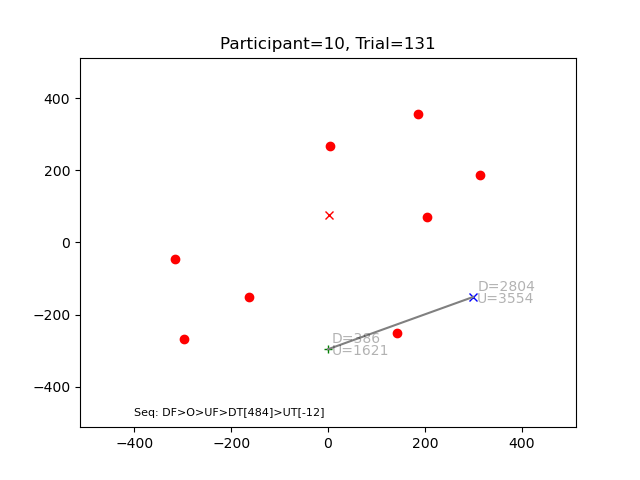 Participant=10, Trial=131
400
200
0
−200
−400
D=2804
U=3554
D=386
U=1621
Seq: DF>O>UF>DT[484]>UT[-12]
−400 −200 0 200 400